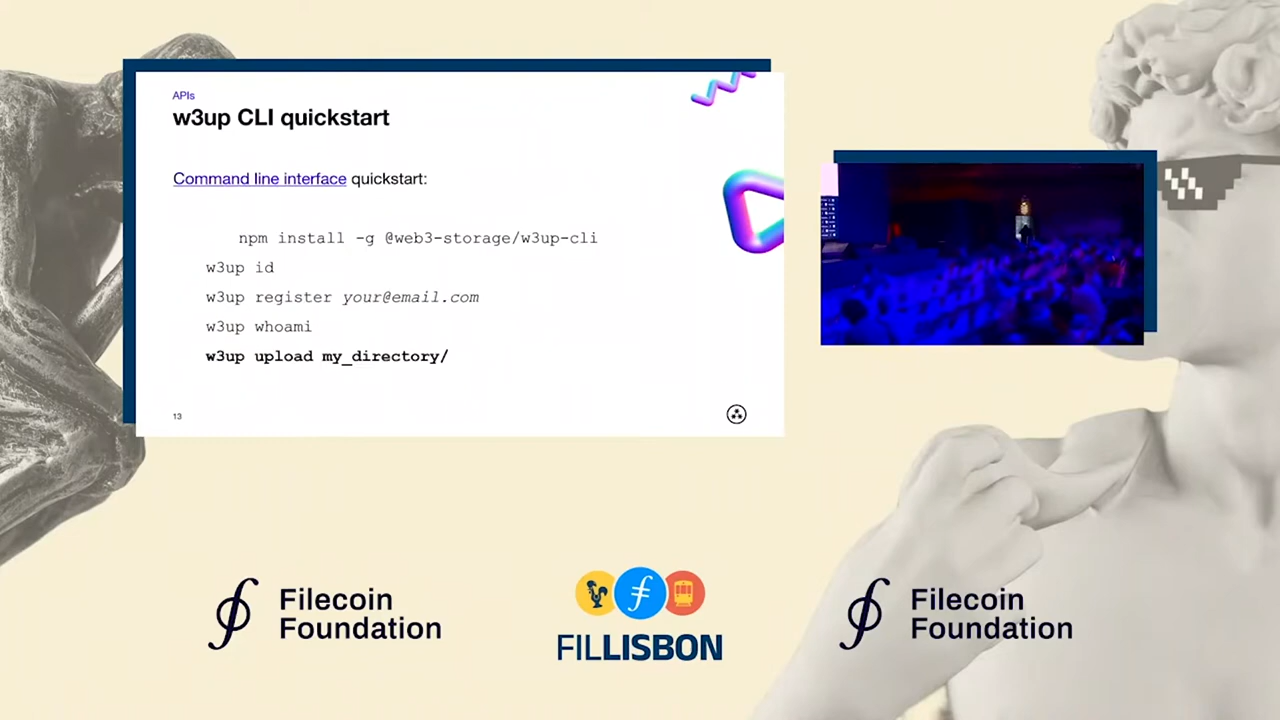 APIs
w3up CLI quickstart
Command line interface quickstart:
npm install -g @web3-storage/w3up-cli
w3up id
w3up register your@email.com
w3up whoami
w3up upload my_directory/
13
Filecoin
Foundation
FILLISBON
Filecoin
Foundation